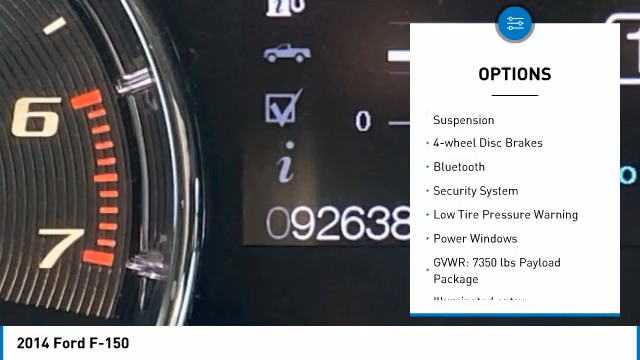 6
7
0
092638
OPTIONS
Suspension
4-wheel Disc Brakes
Bluetooth
Security System
Low Tire Pressure Warning
Power Windows
GVWR: 7350 lbs Payload
Package
2014 Ford F-150